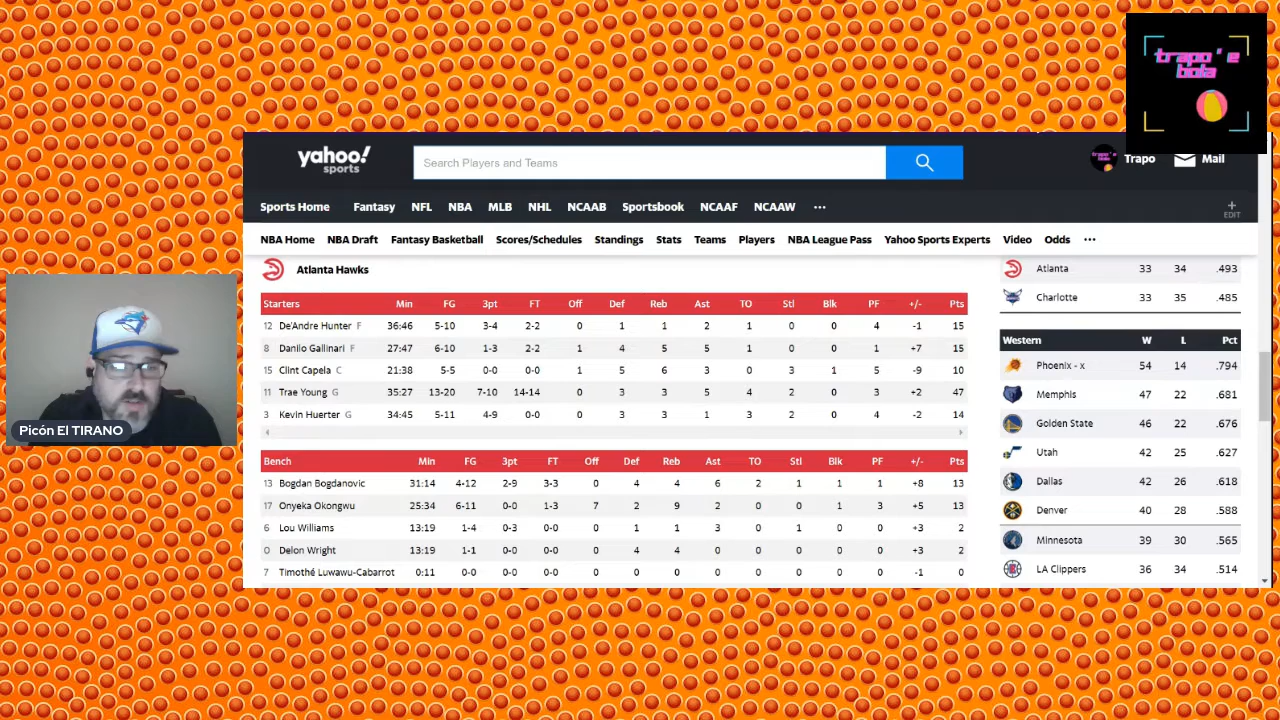 trapo'e
bola
yahoo!
sports
Search Players and Teams
trapo'e
bola
Trapo
Mail
Sports Home Fantasy NFL NBA MLB NHL NCAAB Sportsbook NCAAF NCAAW ...
+
EDIT
NBA Home NBA Draft Fantasy Basketball Scores/Schedules Standings Stats Teams Players NBA League Pass Yahoo Sports Experts Video Odds ...
Atlanta Hawks
Starters Min FG 3pt FT Off Def Reb Ast TO Stl Blk PF +/- Pts
12 De'Andre Hunter F 36:46 5-10 3-4 2-2 0 1 1 2 1 0 0 4 -1 15
8 Danilo Gallinari F 27:47 6-10 1-3 2-2 1 4 5 5 1 0 0 1 +7 15
15 Clint Capela C 21:38 5-5 0-0 0-0 1 5 6 3 0 3 1 5 -9 10
11 Trae Young G 35:27 13-20 7-10 14-14 0 3 3 5 4 2 0 3 +2 47
3 Kevin Huerter G 34:45 5-11 4-9 0-0 0 3 3 1 3 2 0 4 -2 14
Bench Min FG 3pt FT Off Def Reb Ast TO Stl Blk PF +/- Pts
13 Bogdan Bogdanovic 31:14 4-12 2-9 3-3 0 4 4 6 2 1 1 1 +8 13
17 Onyeka Okongwu 25:34 6-11 0-0 1-3 7 2 9 2 0 0 1 3 +5 13
6 Lou Williams 13:19 1-4 0-3 0-0 0 1 1 3 0 1 0 0 +3 2
0 Delon Wright 13:19 1-1 0-0 0-0 0 4 4 0 0 0 0 0 +3 2
7 Timothé Luwawu-Cabarrot 0:11 0-0 0-0 0-0 0 0 0 0 0 0 0 0 -1 0
Atlanta 33 34 .493
Charlotte 33 35 .485
Western W L Pct
Phoenix - x 54 14 .794
Memphis 47 22 .681
Golden State 46 22 .676
Utah 42 25 .627
Dallas 42 26 .618
Denver 40 28 .588
Minnesota 39 30 .565
LA Clippers 36 34 .514
Picón El TIRANO